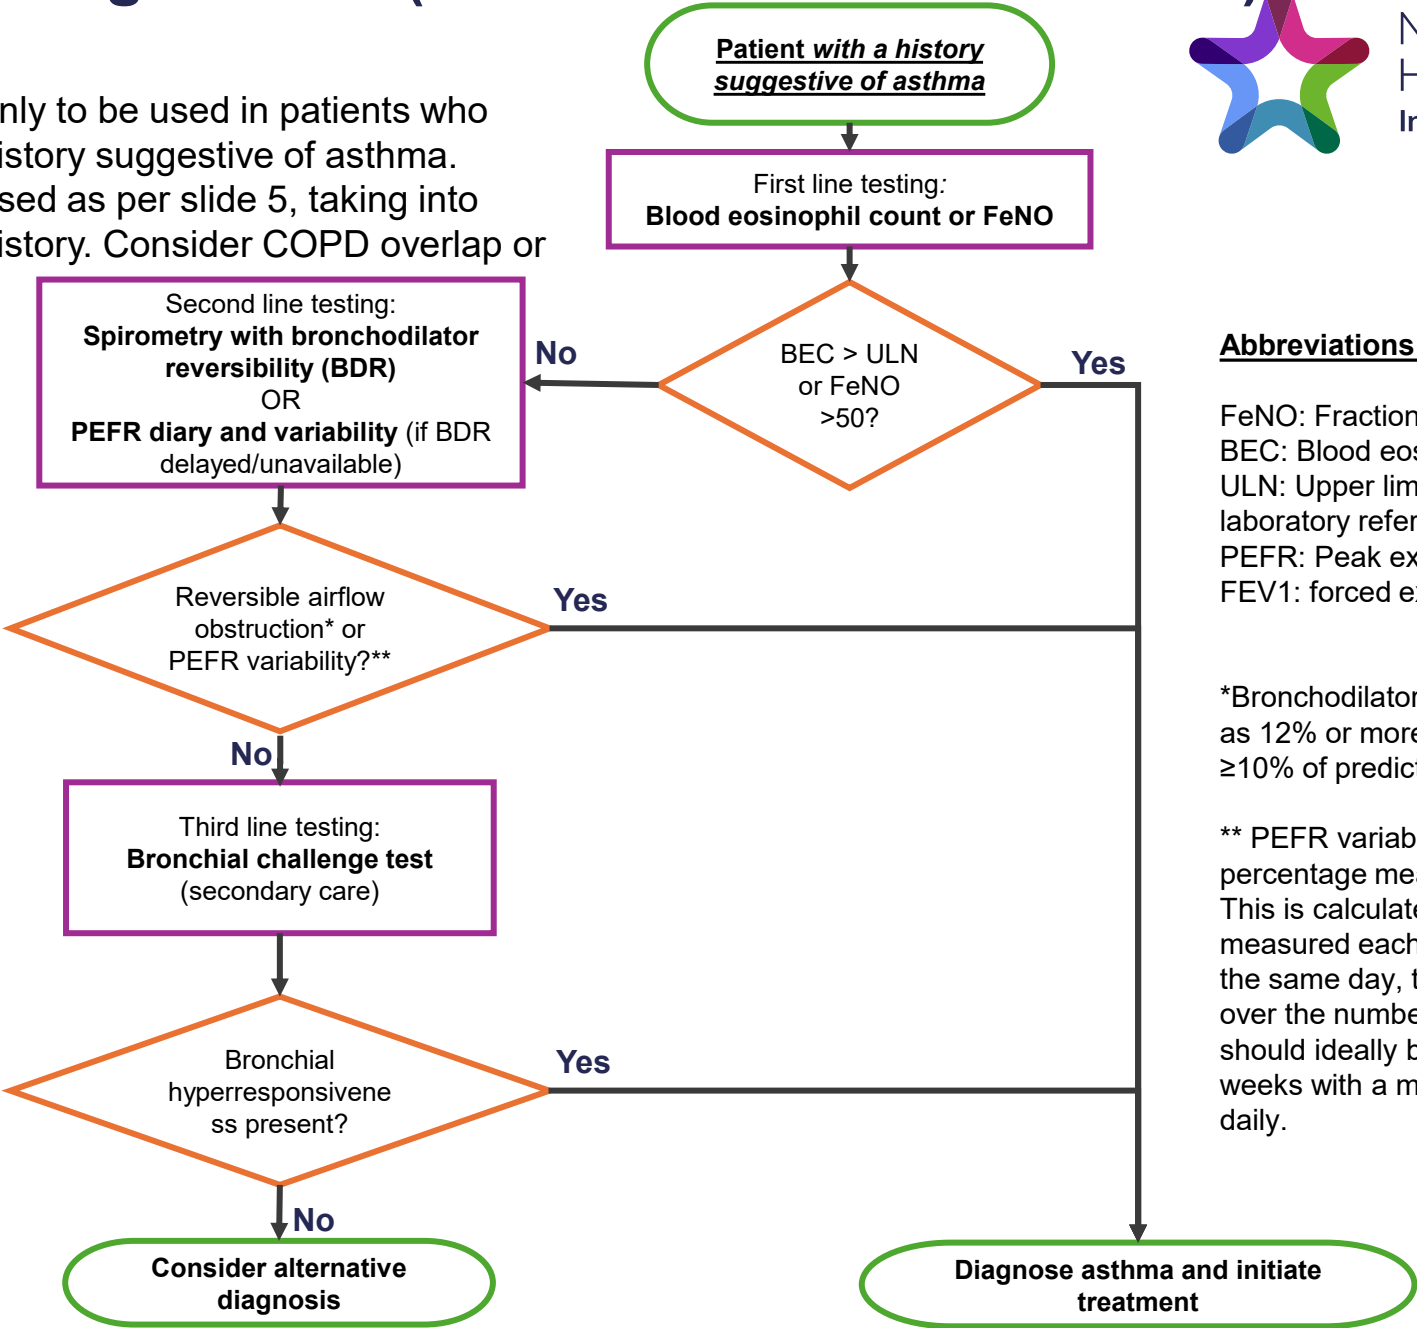 Patient with a history
suggestive of asthma
nly to be used in patients who
istory suggestive of asthma.
sed as per slide 5, taking into
istory. Consider COPD overlap or
First line testing:
Blood eosinophil count or FeNO
Second line testing:
Spirometry with bronchodilator
reversibility (BDR)
OR
PEFR diary and variability (if BDR
delayed/unavailable)
No
BEC > ULN
or FeNO
>50?
Yes
Reversible airflow
obstruction* or
PEFR variability?**
Yes
No
Third line testing:
Bronchial challenge test
(secondary care)
Bronchial
hyperresponsivene
ss present?
Yes
No
Consider alternative
diagnosis
Diagnose asthma and initiate
treatment
Abbreviations
FeNO: Fraction
BEC: Blood eos
ULN: Upper lim
laboratory refer
PEFR: Peak ex
FEV1: forced ex
*Bronchodilator
as 12% or more
≥10% of predict
** PEFR variab
percentage mea
This is calculate
measured each
the same day, t
over the numbe
should ideally b
weeks with a m
daily.